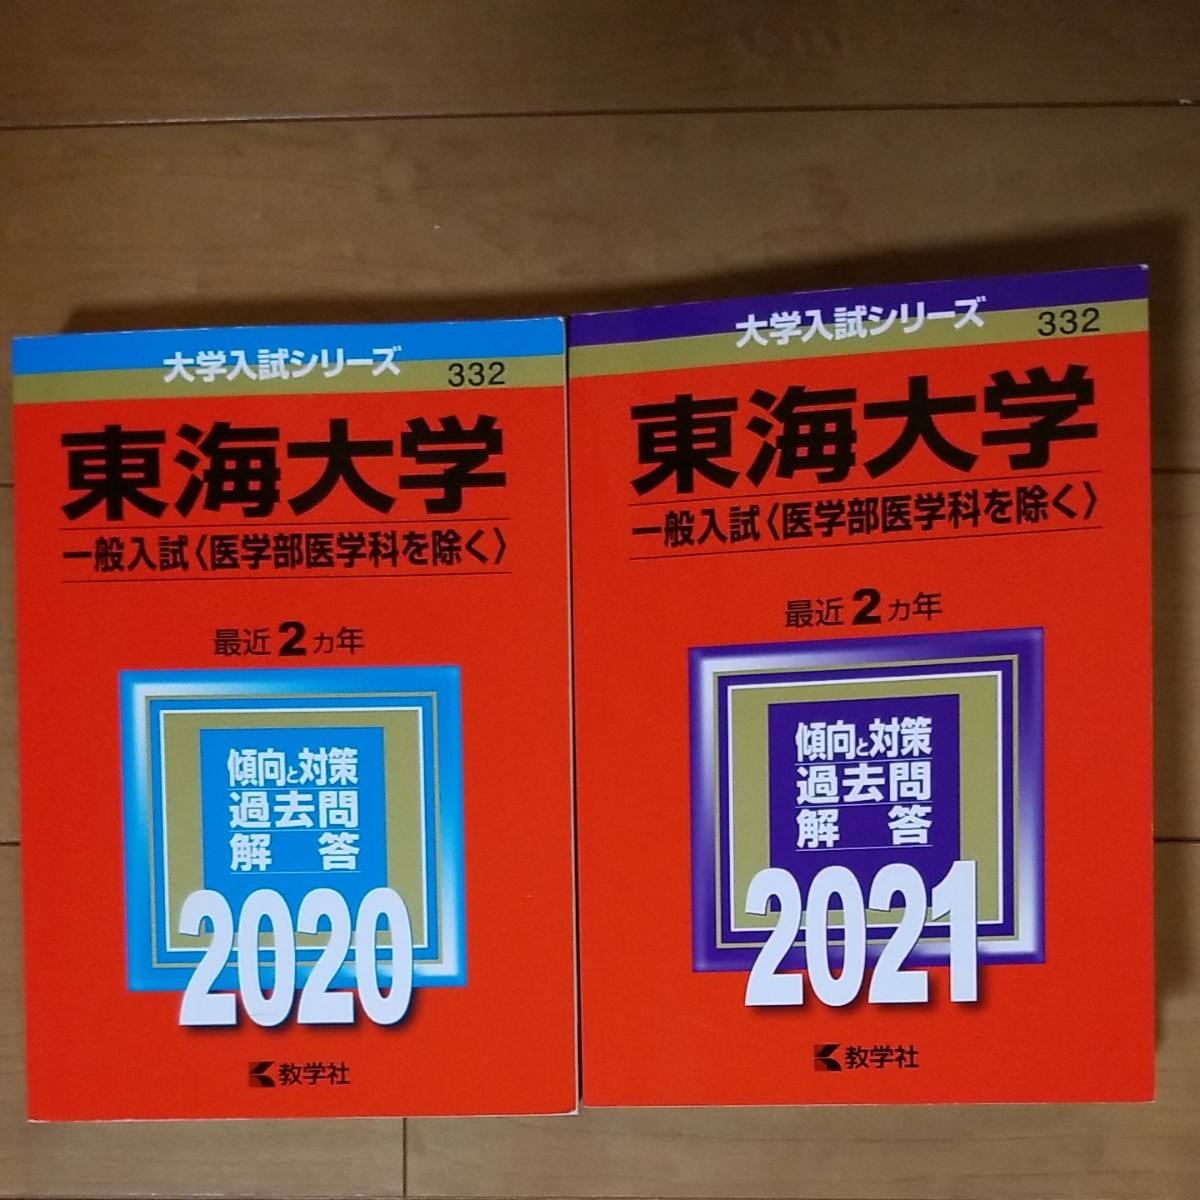 大学入試シリーズ
332
東海大学
一般入試〈医学部医学科を除く〉
最近2カ年
傾向と対策
過去問
解答
2020
教学社
大学入試シリーズ
332
東海大学
一般入試〈医学部医学科を除く〉
最近2カ年
傾向と対策
過去問
解答
2021
教学社